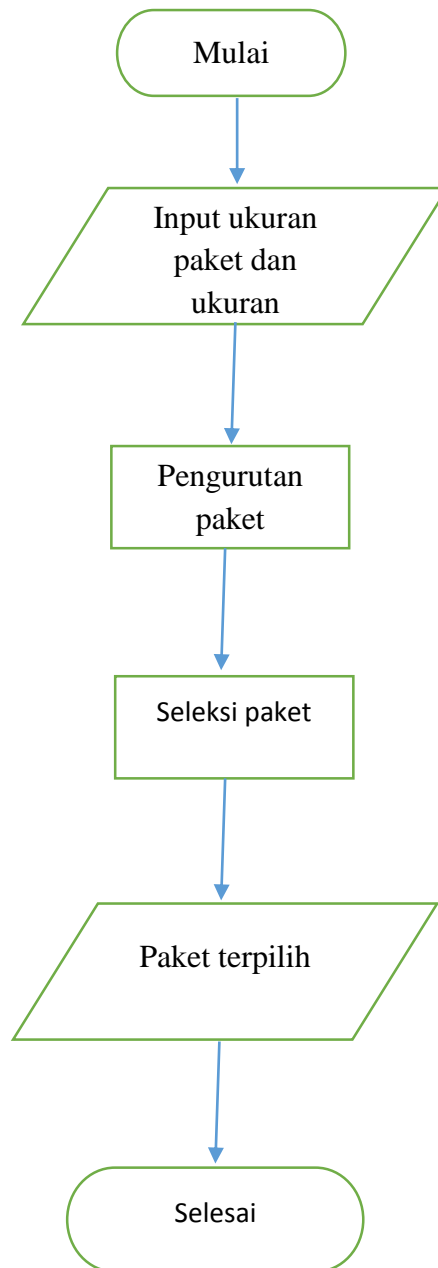 Mulai
Input ukuran
paket dan
ukuran
Pengurutan
paket
Seleksi paket
Paket terpilih
Selesai